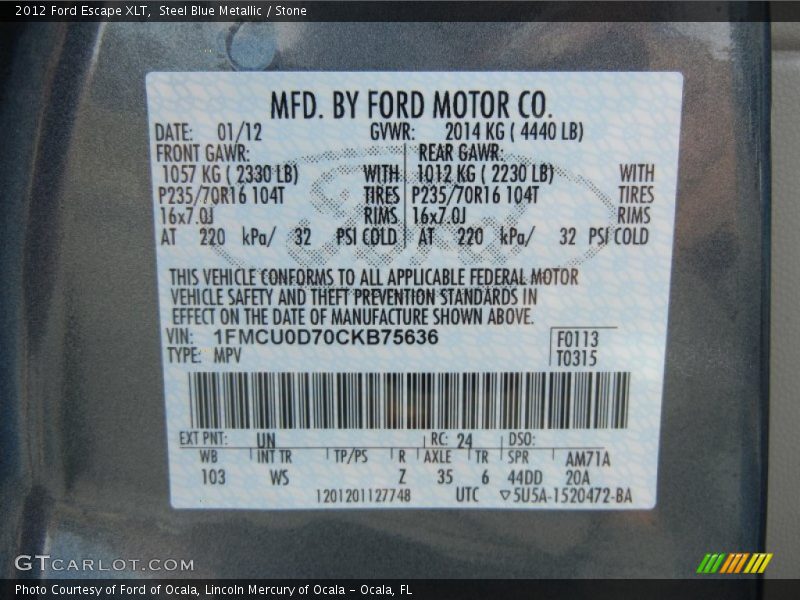 2012 Ford Escape XLT, Steel Blue Metallic / Stone
MFD. BY FORD MOTOR CO.
DATE: 01/12 GVWR: 2014 KG ( 4440 LB)
FRONT GAWR: REAR GAWR:
1057 KG ( 2330 LB) WITH 1012 KG ( 2230 LB) WITH
P235/70R16 104T TIRES P235/70R16 104T TIRES
16x7.0J RIMS 16x7.0J RIMS
AT 220 kPa/ 32 PSI COLD AT 220 kPa/ 32 PSI COLD
THIS VEHICLE CONFORMS TO ALL APPLICABLE FEDERAL MOTOR
VEHICLE SAFETY AND THEFT PREVENTION STANDARDS IN
EFFECT ON THE DATE OF MANUFACTURE SHOWN ABOVE.
VIN: 1FMCU0D70CKB75636 F0113
TYPE: MPV T0315
EXT PNT: UN RC: 24 DSO:
WB INT TR TP/PS R AXLE TR SPR AM71A
103 WS Z 35 6 44DD 20A
1201201127748 UTC ▽5U5A-1520472-BA
GTCARLOT.COM
Photo Courtesy of Ford of Ocala, Lincoln Mercury of Ocala – Ocala, FL